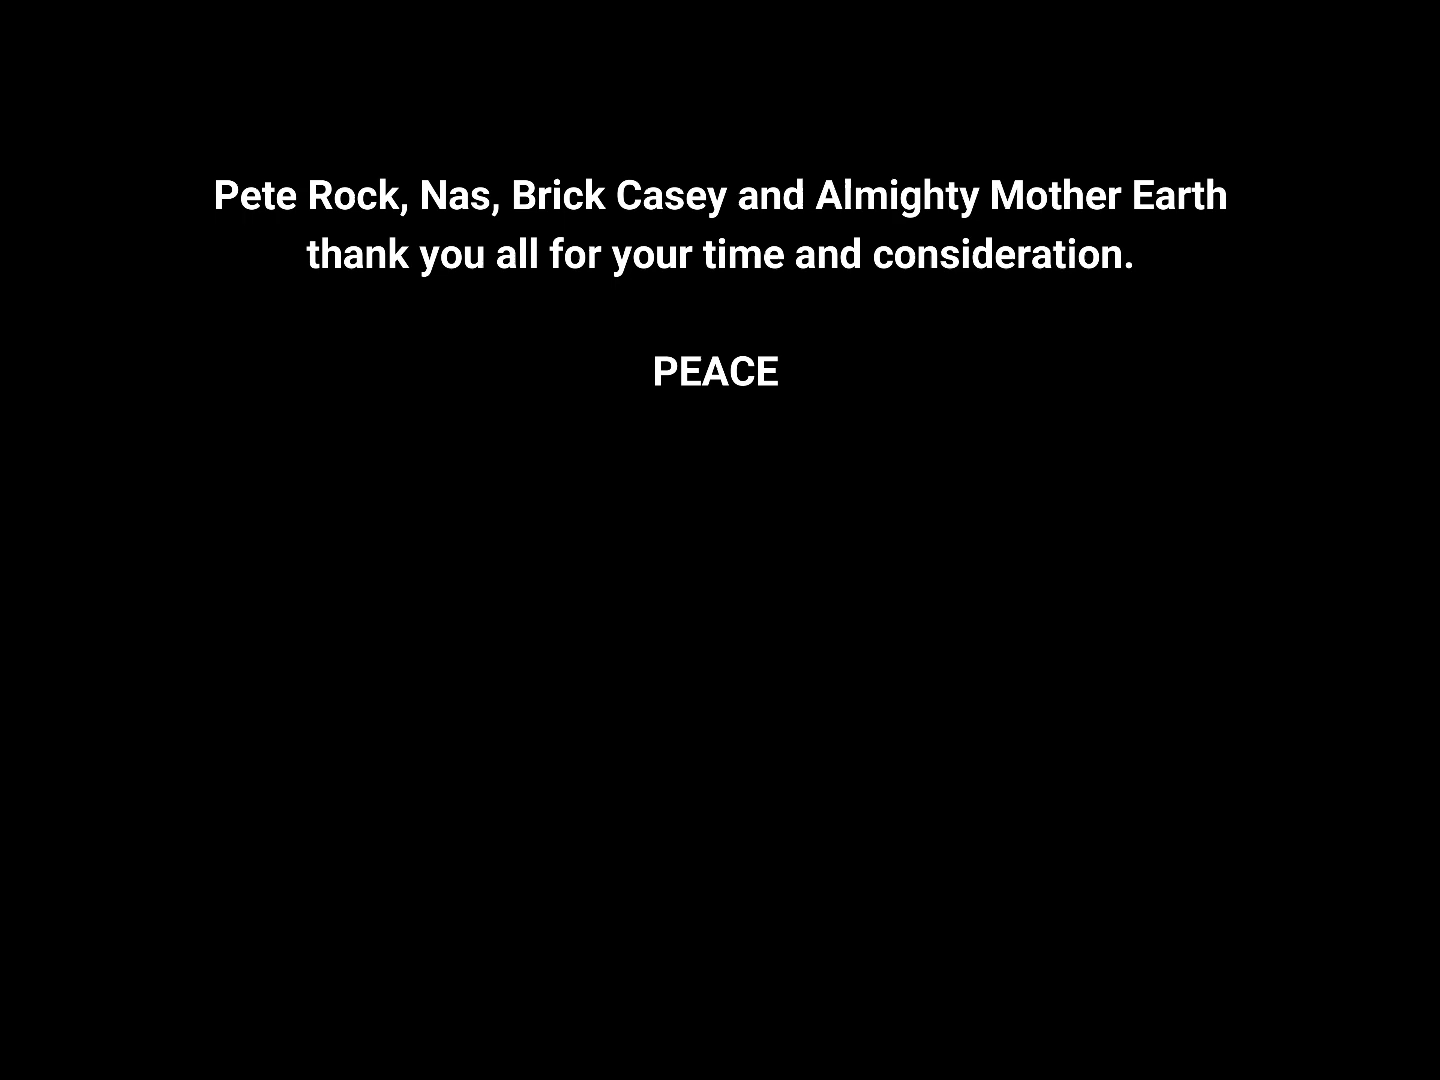 Pete Rock, Nas, Brick Casey and Almighty Mother Earth
thank you all for your time and consideration.
PEACE